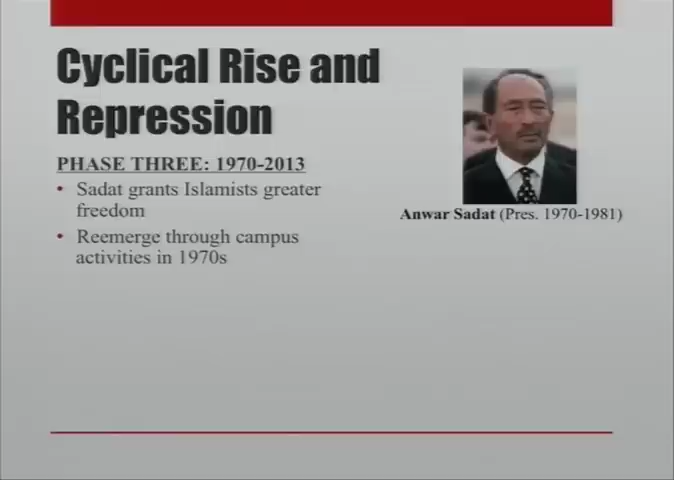 Cyclical Rise and
Repression
PHASE THREE: 1970-2013
• Sadat grants Islamists greater
freedom
• Reemerge through campus
activities in 1970s
Anwar Sadat (Pres. 1970-1981)